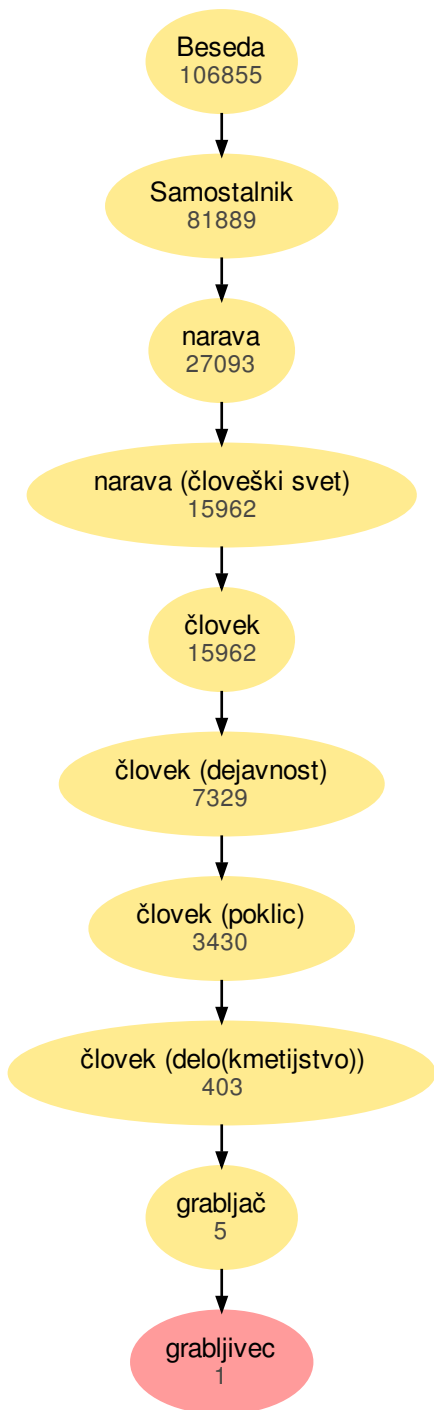 Beseda
106855
Samostalnik
81889
narava
27093
narava (človeški svet)
15962
človek
15962
človek (dejavnost)
7329
človek (poklic)
3430
človek (delo(kmetijstvo))
403
grabljač
5
grabljivec
1